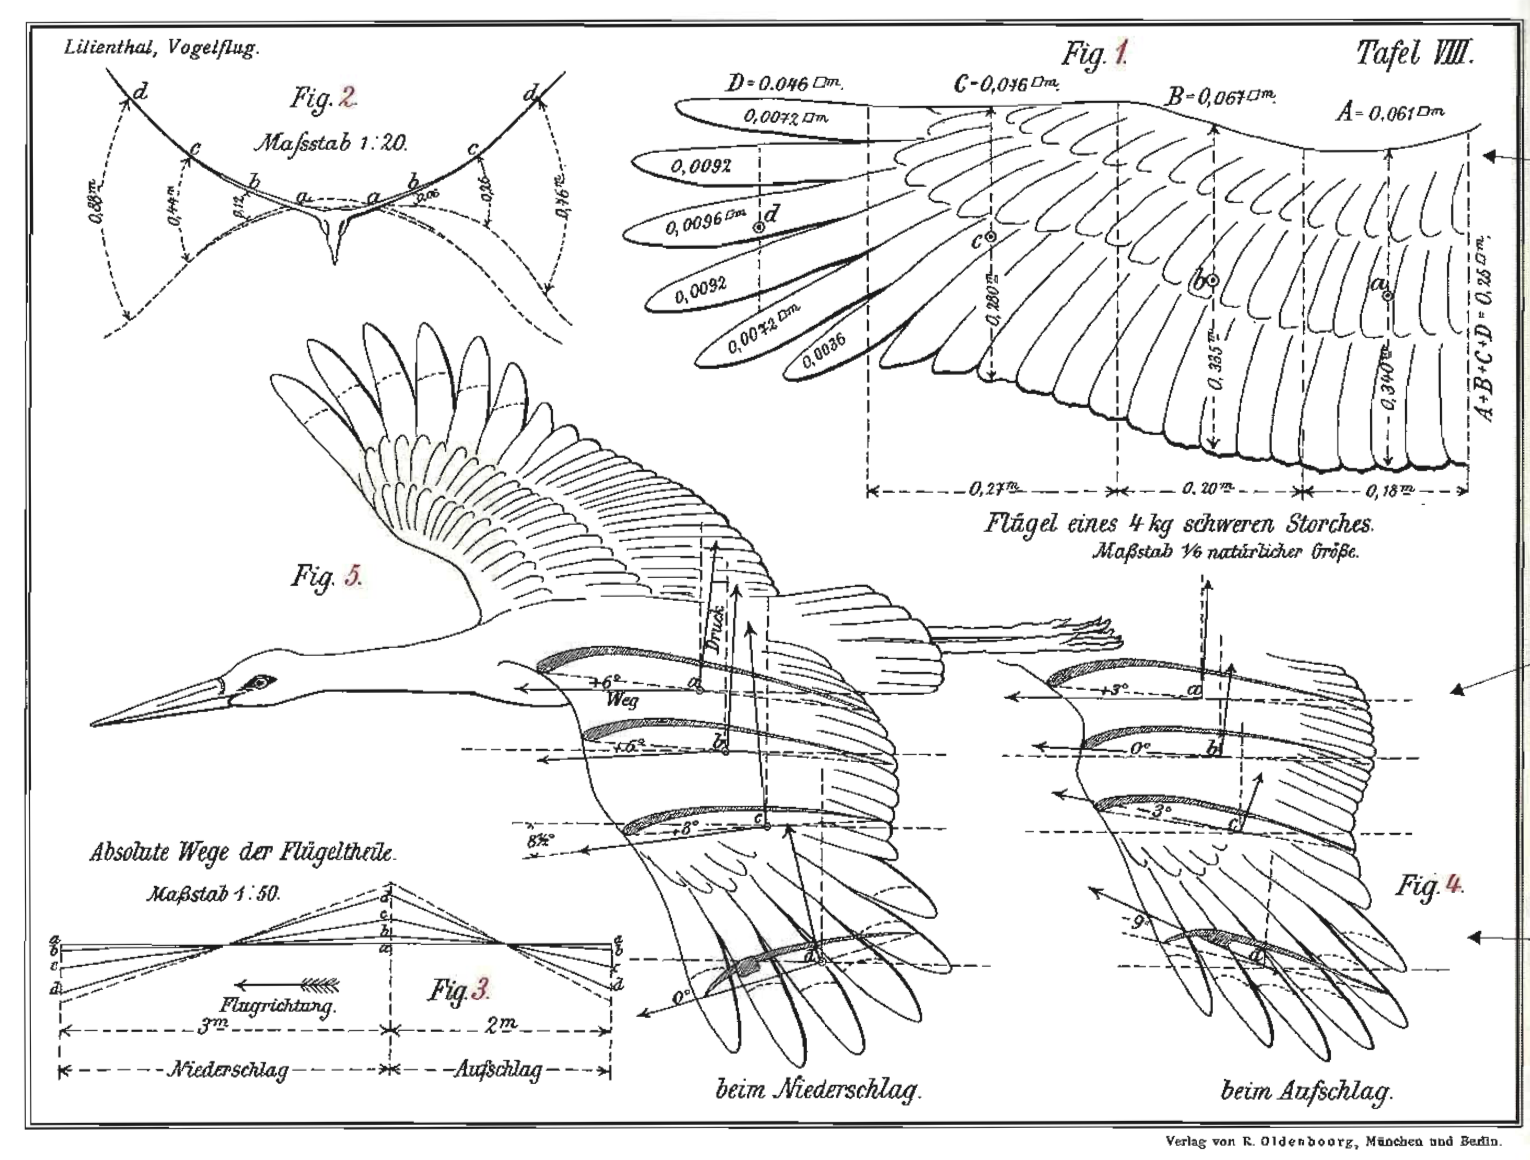 Lilienthal, Vogelflug.
Tafel VIII.
Fig. 2.
Maſsstab 1:20.
d
d
c
c
b
b
a
a
0,88m
0,44m
0,12
0,06
0,26
0,76m
Fig. 1.
D=0.046 □m.
C=0,076 □m.
B=0,067 □m.
A=0,061 □m
0,0072 □m
0,0092
0,0096 □m
d
0,0092
0,0072 □m
0,0036
c
b
a
0,280m
0,335m
0,340m
A+B+C+D = 0,25 □m.
0,27m
0.20m
0,18m
Flügel eines 4 kg schweren Storches.
Maßstab 1/6 natürlicher Größe.
Fig. 5.
Druck
+6°
Weg
a
+6°
b
+8°
c
8½°
0°
d
beim Niederschlag.
+3°
a
0°
b
-3°
c
-9°
d
Fig. 4.
beim Aufschlag.
Absolute Wege der Flügeltheile.
Maßstab 1:50.
d
c
b
a
a
b
c
d
a
b
c
d
Flugrichtung.
Fig. 3.
3m
2m
Niederschlag
Aufschlag
Verlag von R. Oldenbourg, München und Berlin.